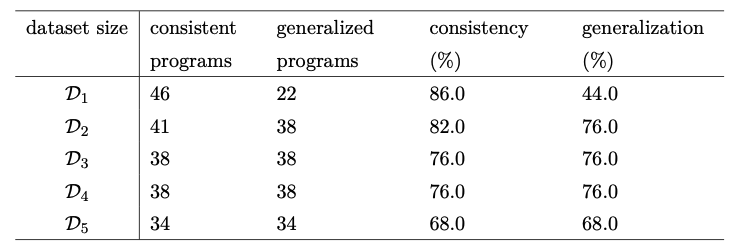 dataset size consistent generalized consistency generalization
programs programs (%) (%)
𝒟₁ 46 22 86.0 44.0
𝒟₂ 41 38 82.0 76.0
𝒟₃ 38 38 76.0 76.0
𝒟₄ 38 38 76.0 76.0
𝒟₅ 34 34 68.0 68.0